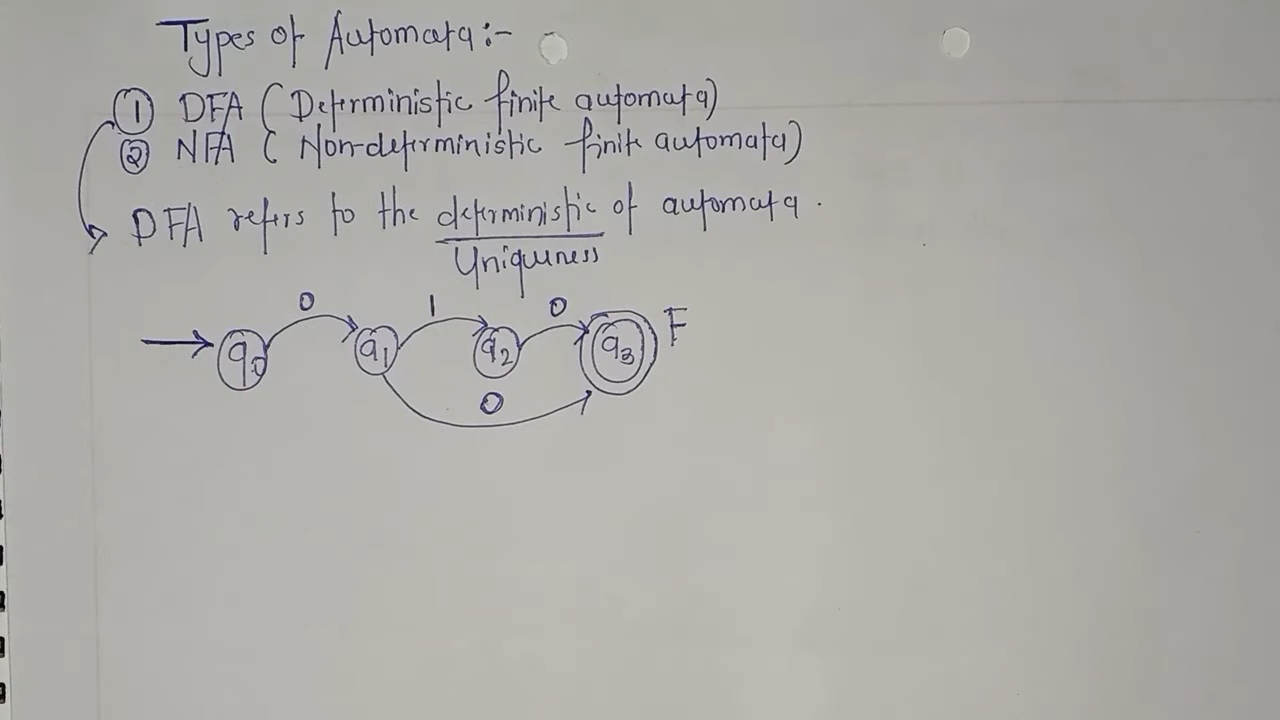 Types of Automata:-
① DFA (Deterministic finite automata)
② NFA (Non-deterministic finite automata)
DFA refers to the deterministic of automata.
Uniqueness
0 1 0
q0 q1 q2 q3 F
0